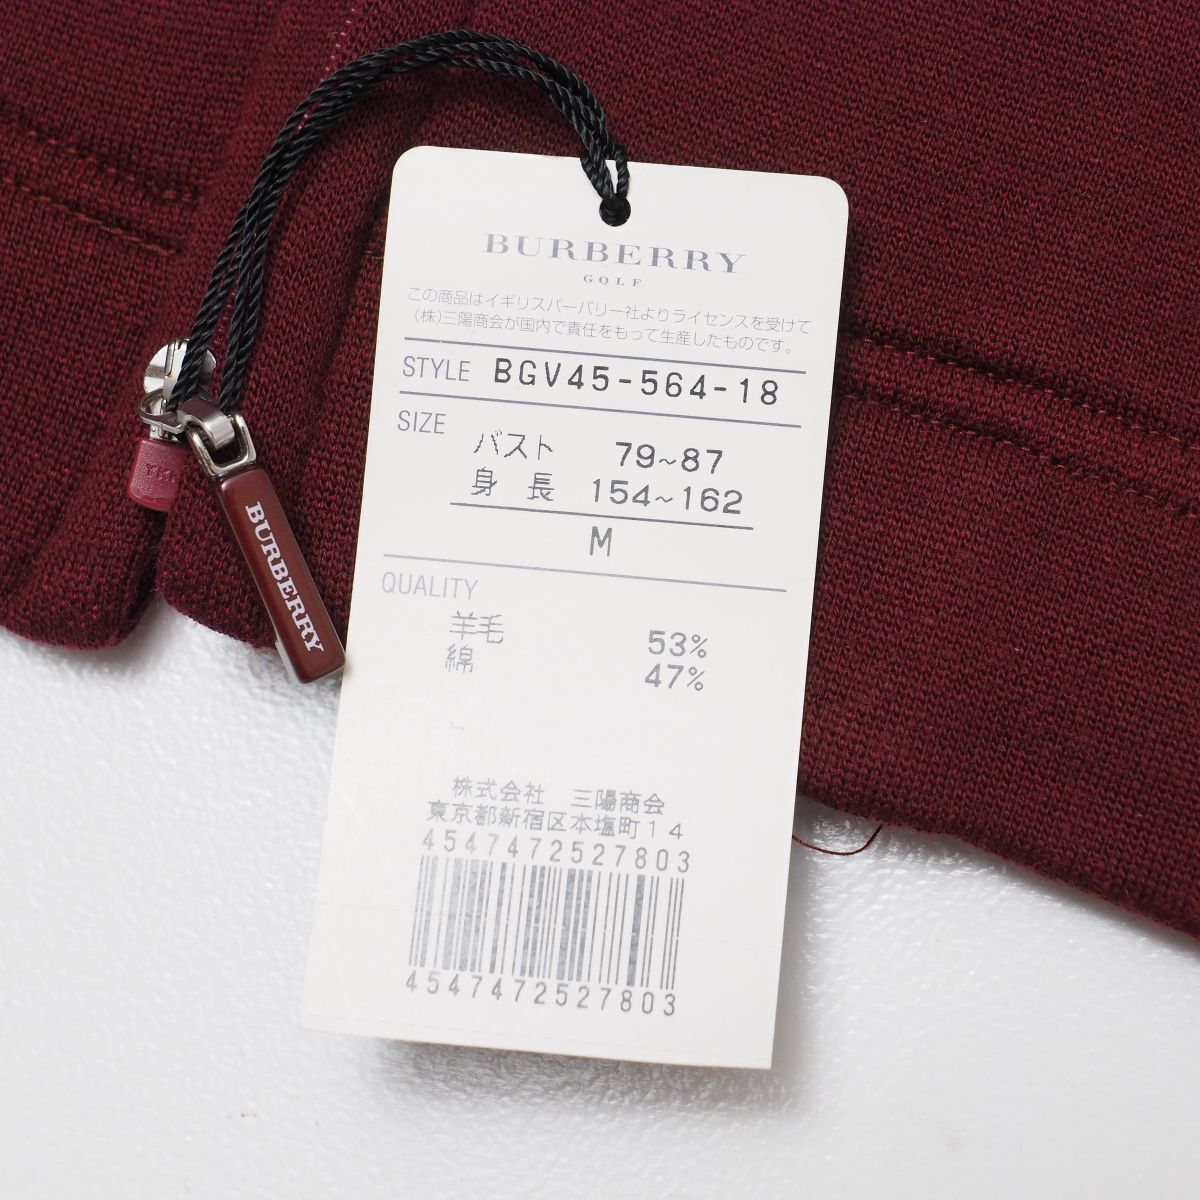 BURBERRY
GOLF
この商品はイギリスバーバリー社よりライセンスを受けて
(株)三陽商会が国内で責任をもって生産したものです。
STYLE BGV45-564-18
SIZE
バスト 79~87
身長 154~162
M
QUALITY
羊毛 53%
綿 47%
株式会社 三陽商会
東京都新宿区本塩町14
4547472527803
4547472527803
BURBERRY